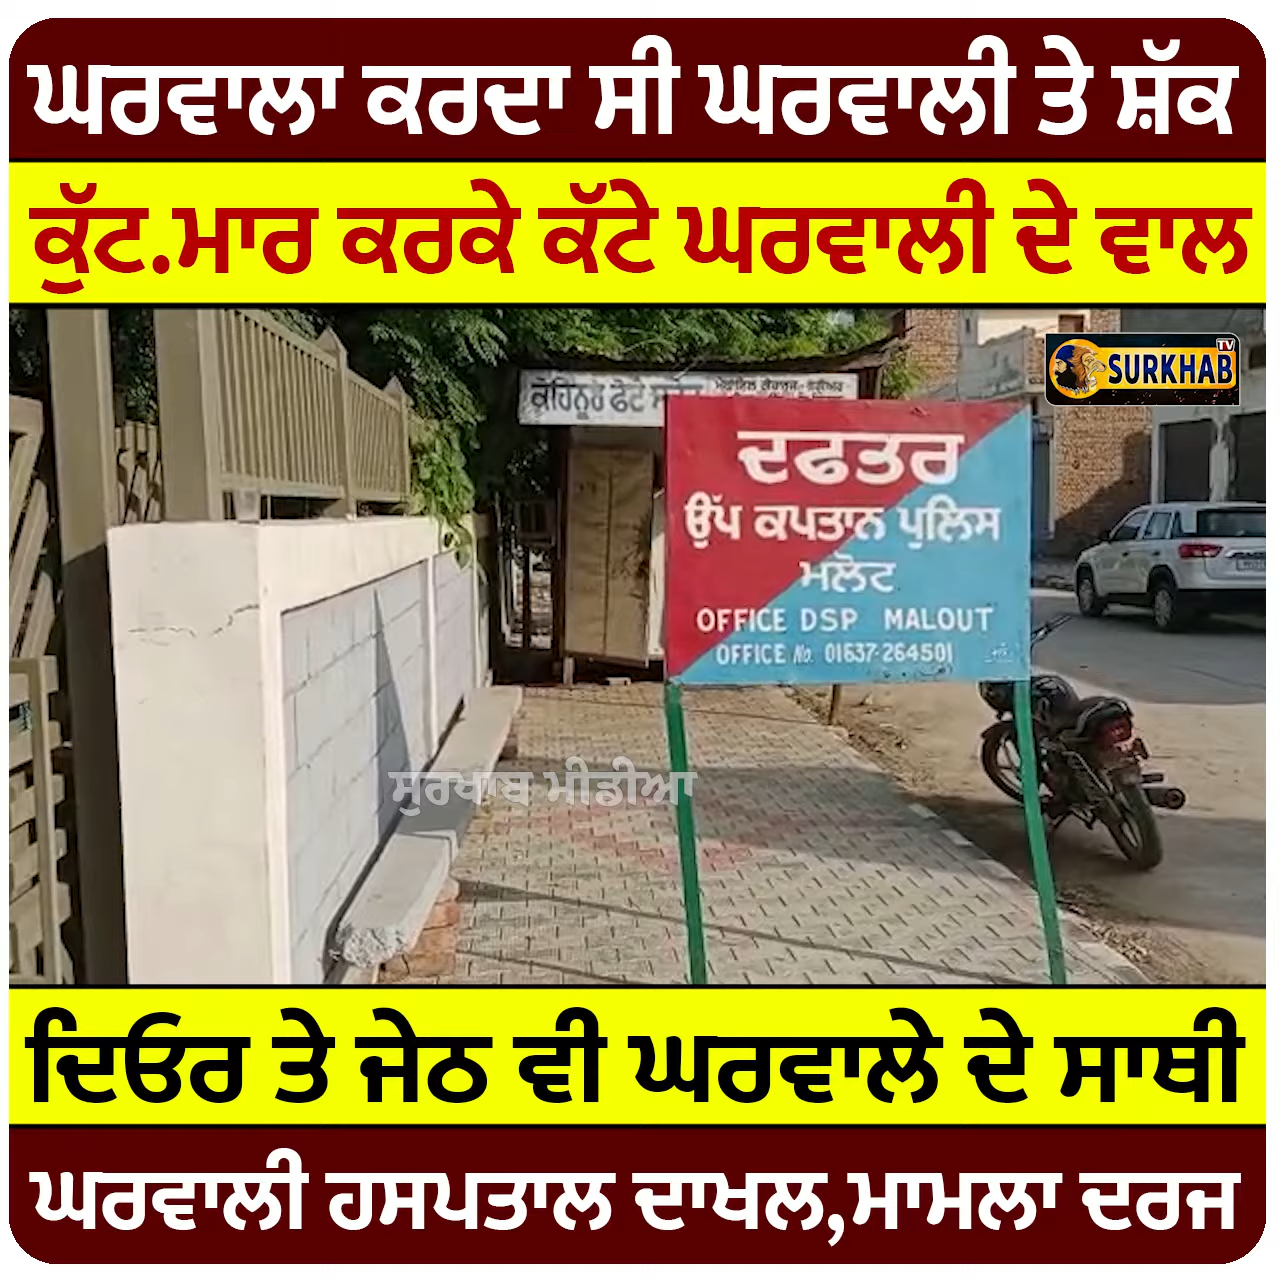 ਘਰਵਾਲਾ ਕਰਦਾ ਸੀ ਘਰਵਾਲੀ ਤੇ ਸ਼ੱਕ
ਕੁੱਟ.ਮਾਰ ਕਰਕੇ ਕੱਟੇ ਘਰਵਾਲੀ ਦੇ ਵਾਲ
SURKHAB TV
ਕੋਹਿਨੂਰ ਫੋਟੋ
ਦਫਤਰ
ਉੱਪ ਕਪਤਾਨ ਪੁਲਿਸ
ਮਲੋਟ
OFFICE DSP MALOUT
OFFICE No. 01637-264501
ਸੁਰਖਾਬ ਮੀਡੀਆ
ਦਿਓਰ ਤੇ ਜੇਠ ਵੀ ਘਰਵਾਲੇ ਦੇ ਸਾਥੀ
ਘਰਵਾਲੀ ਹਸਪਤਾਲ ਦਾਖਲ,ਮਾਮਲਾ ਦਰਜ